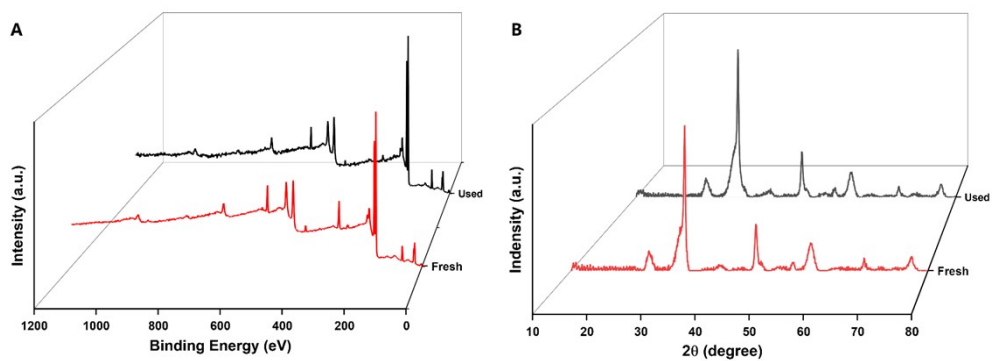 A
Intensity (a.u.)
Used
Fresh
1200 1000 800 600 400 200 0
Binding Energy (eV)
B
Indensity (a.u.)
Used
Fresh
10 20 30 40 50 60 70 80
2θ (degree)